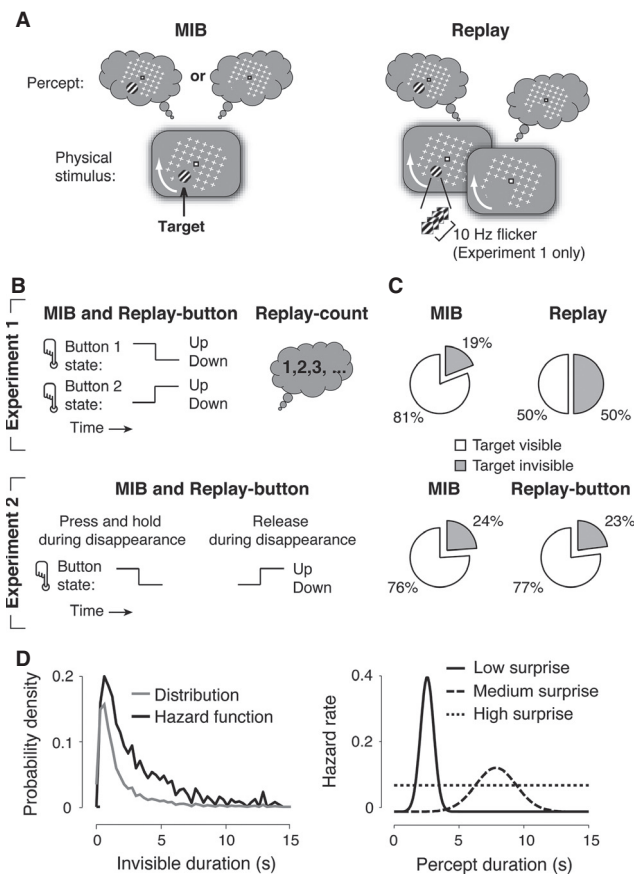 A
MIB
Replay
Percept:
or
Physical
stimulus:
Target
10 Hz flicker
(Experiment 1 only)
B
C
Experiment 1
MIB and Replay-button
Replay-count
Button 1
state:
Up
Down
Button 2
state:
Up
Down
Time
1,2,3, ...
MIB
Replay
19%
81%
50%
50%
Target visible
Target invisible
Experiment 2
MIB and Replay-button
Press and hold
during disappearance
Release
during disappearance
Button
state:
Up
Down
Time
MIB
Replay-button
24%
76%
23%
77%
D
Probability density
0.2
0.1
0
Distribution
Hazard function
0
5
10
15
Invisible duration (s)
Hazard rate
0.4
0.2
0
Low surprise
Medium surprise
High surprise
0
5
10
15
Percept duration (s)